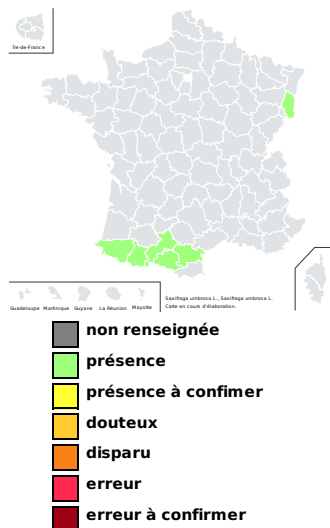 Île-de-France
Guadeloupe Martinique Guyane La Réunion Mayotte
Saxifraga umbrosa L., Saxifraga umbrosa L.
Carte en cours d'élaboration.
non renseignée
présence
présence à confimer
douteux
disparu
erreur
erreur à confirmer